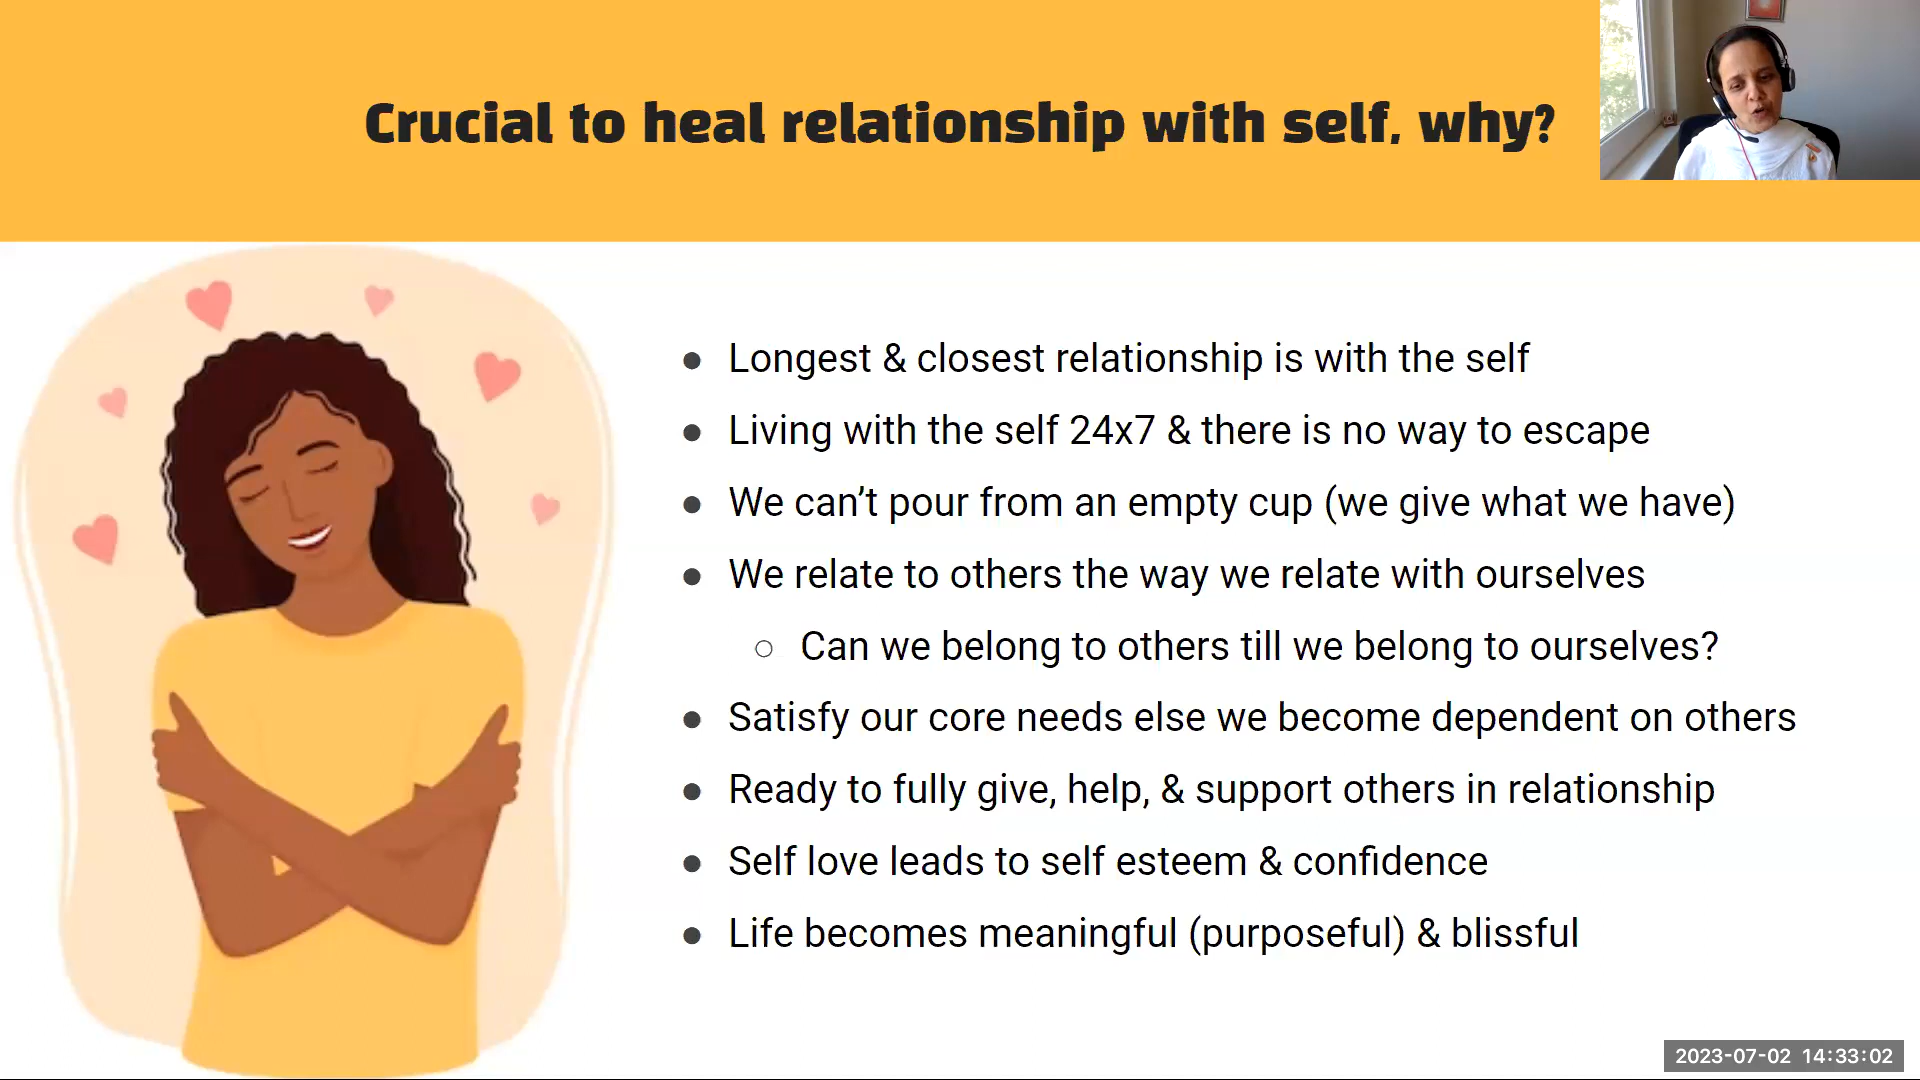 Crucial to heal relationship with self, why?
● Longest & closest relationship is with the self
● Living with the self 24x7 & there is no way to escape
● We can’t pour from an empty cup (we give what we have)
● We relate to others the way we relate with ourselves
○ Can we belong to others till we belong to ourselves?
● Satisfy our core needs else we become dependent on others
● Ready to fully give, help, & support others in relationship
● Self love leads to self esteem & confidence
● Life becomes meaningful (purposeful) & blissful
2023-07-02 14:33:02